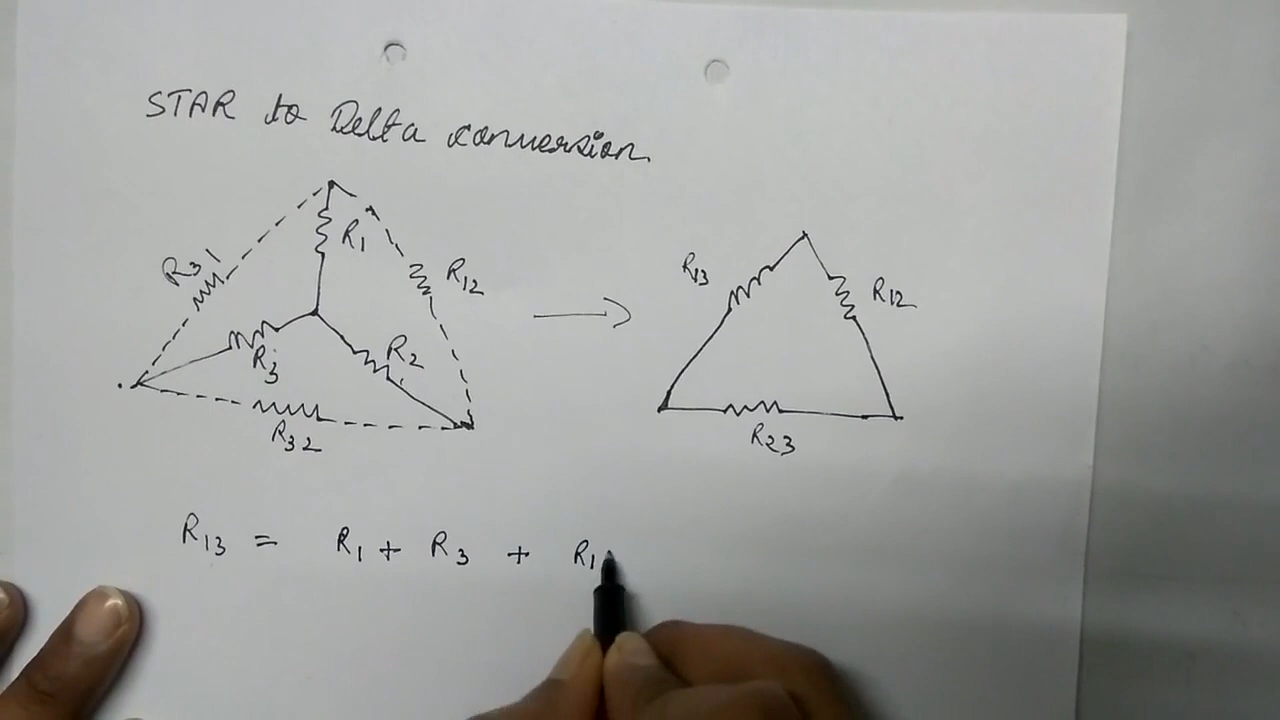 STAR to Delta conversion.
R1
R31
R12
R3
R2
R32
R13
R12
R23
R13 = R1 + R3 + R1